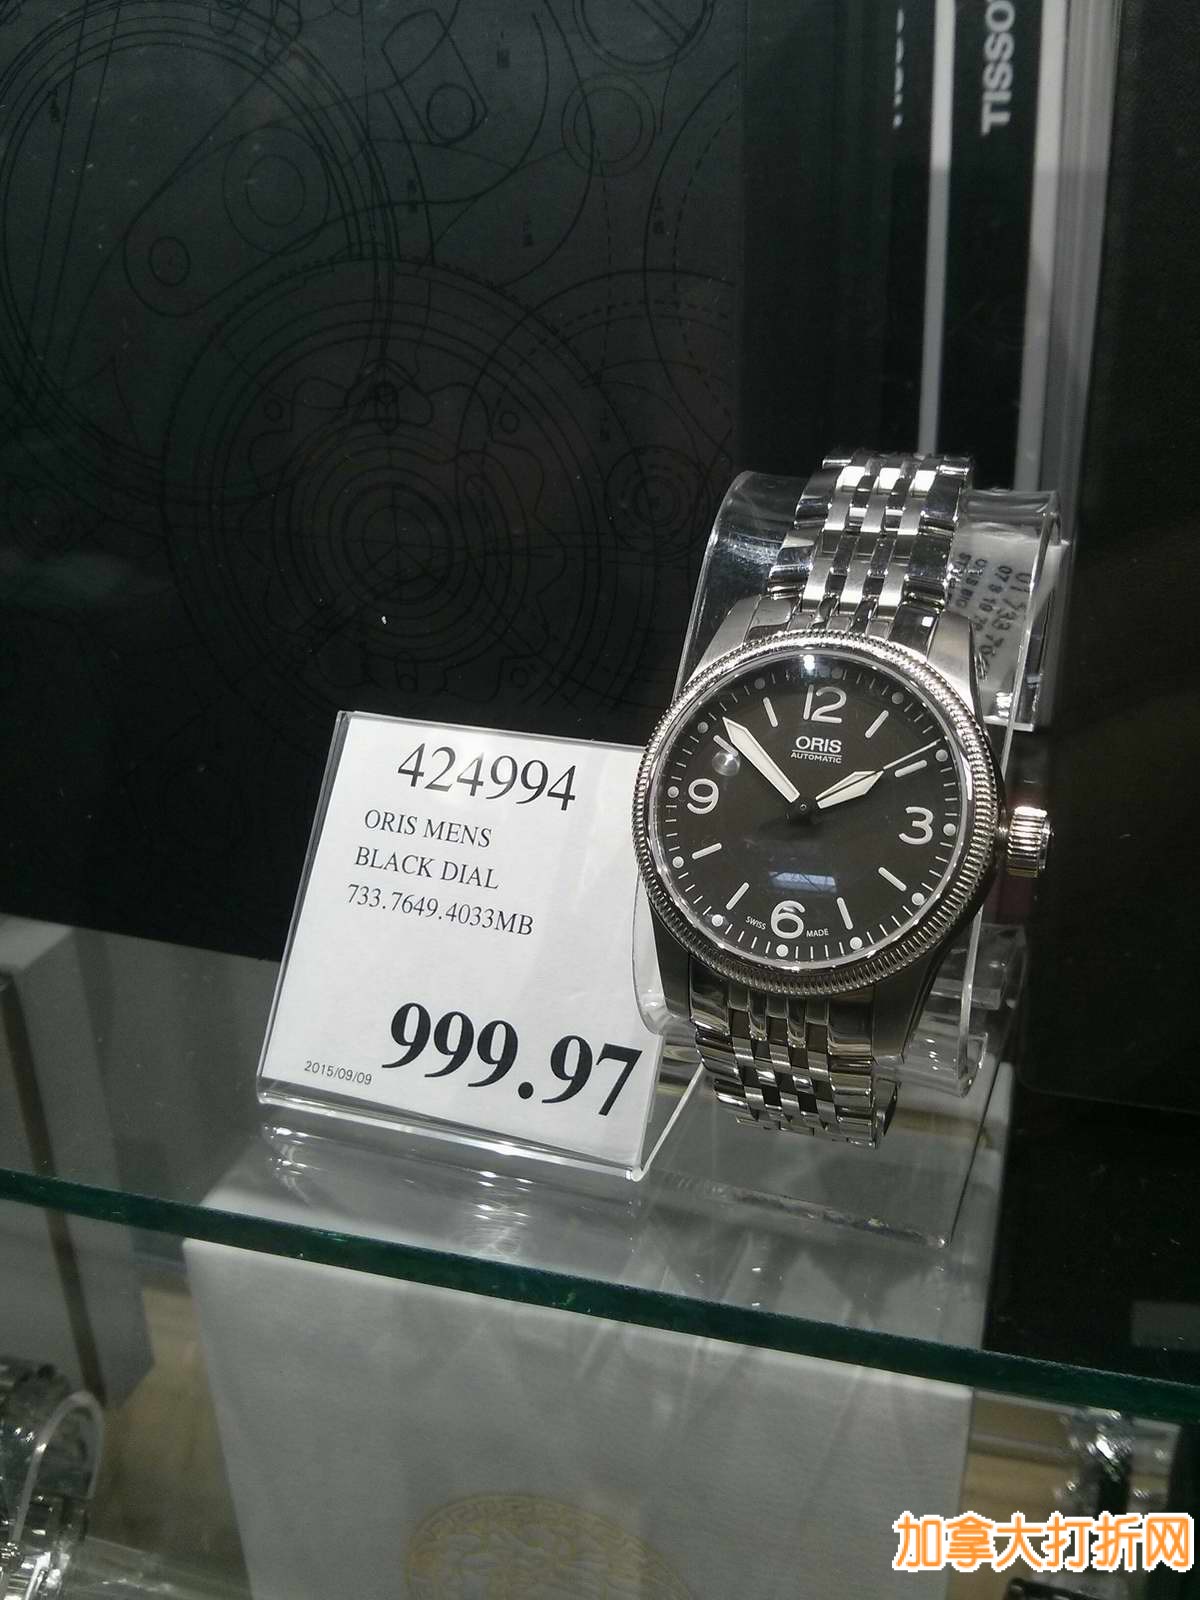 TISSO
424994
ORIS MENS
BLACK DIAL
733.7649.4033MB
999.97
2015/09/09
12
ORIS
AUTOMATIC
9
3
6
SWISS MADE
加拿大打折网